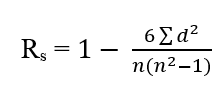 Rₛ = 1 − 6 ∑ d² / n(n²−1)